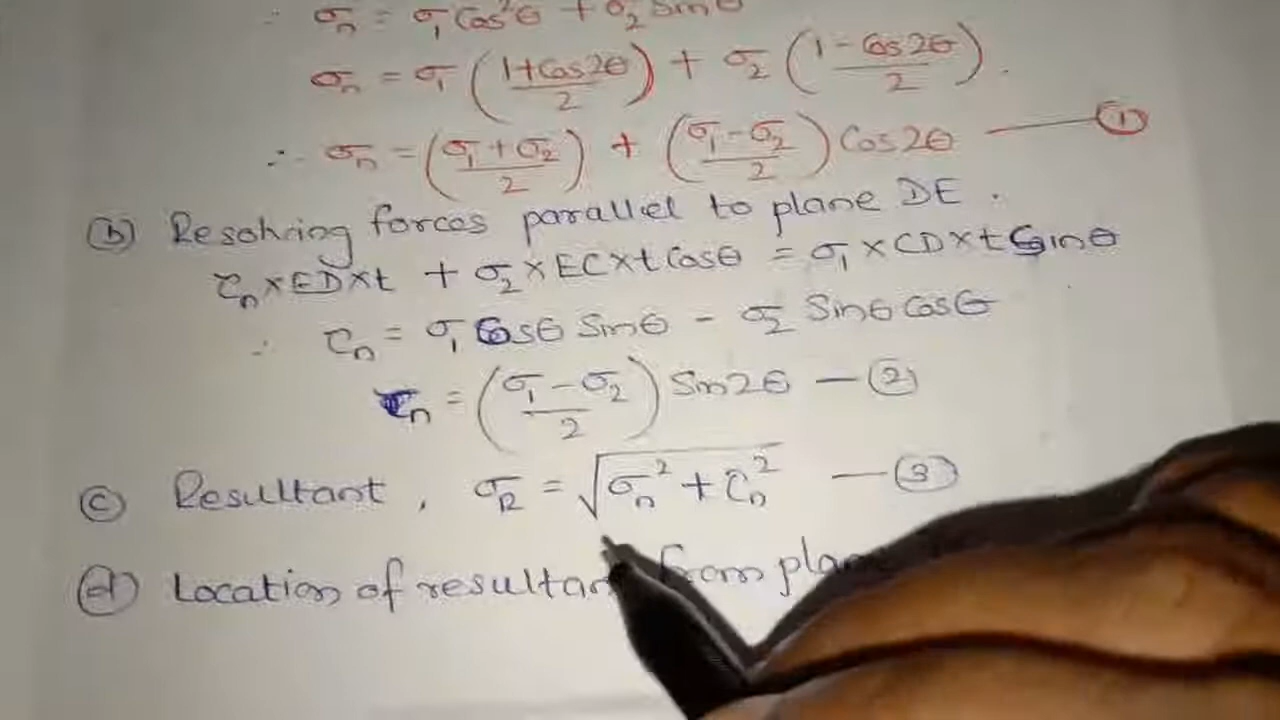 ∴ σn = σ1 Cos²θ + σ2 Sin²θ
σn = σ1 ((1+Cos2θ)/2) + σ2 ((1-Cos2θ)/2).
∴ σn = ((σ1+σ2)/2) + ((σ1-σ2)/2) Cos2θ — ①
ⓑ Resolving forces parallel to plane DE.
τn×ED×t + σ2×EC×t Cosθ = σ1×CD×t Sinθ
∴ τn = σ1 Cosθ Sinθ - σ2 Sinθ Cosθ
τn = ((σ1-σ2)/2) Sin2θ — ②
ⓒ Resultant, σR = √(σn²+τn²) — ③
ⓓ Location of resultant from plane